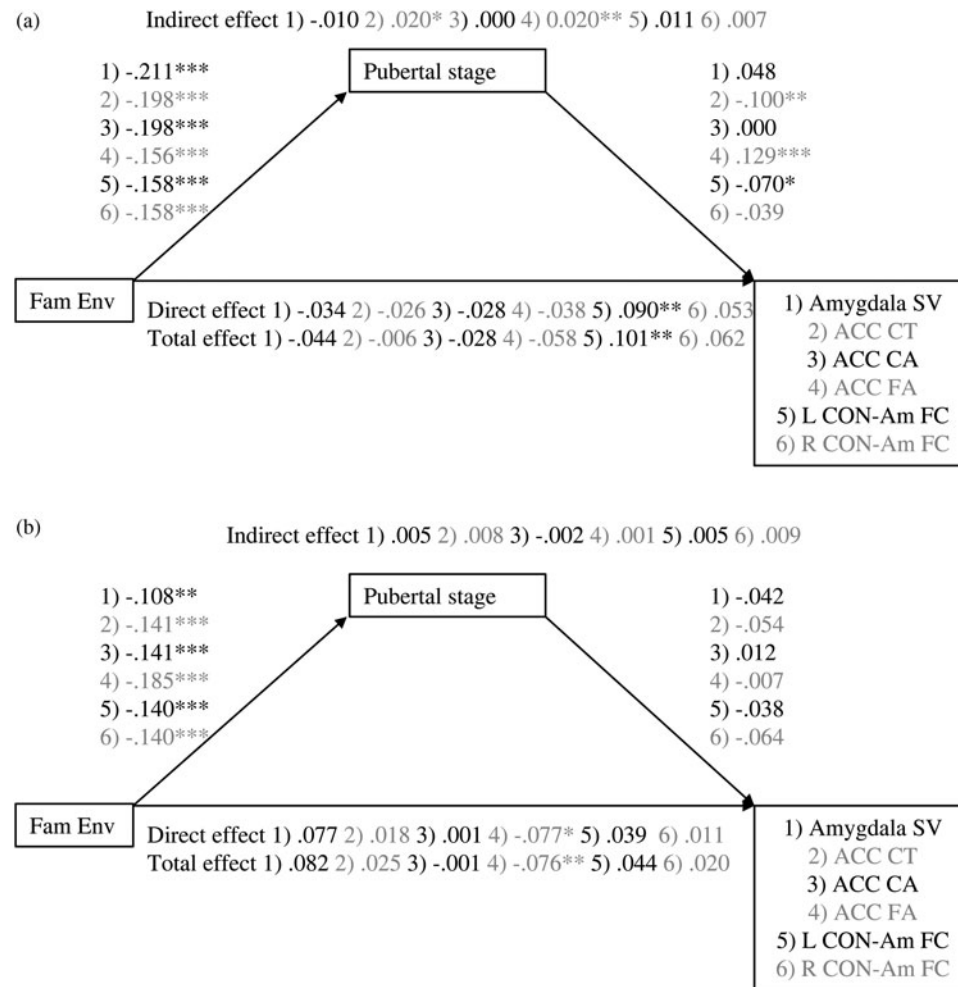 (a)
Indirect effect 1) -.010 2) .020* 3) .000 4) 0.020** 5) .011 6) .007
Pubertal stage
1) -.211***
2) -.198***
3) -.198***
4) -.156***
5) -.158***
6) -.158***
1) .048
2) -.100**
3) .000
4) .129***
5) -.070*
6) -.039
Fam Env
Direct effect 1) -.034 2) -.026 3) -.028 4) -.038 5) .090** 6) .053
Total effect 1) -.044 2) -.006 3) -.028 4) -.058 5) .101** 6) .062
1) Amygdala SV
2) ACC CT
3) ACC CA
4) ACC FA
5) L CON-Am FC
6) R CON-Am FC
(b)
Indirect effect 1) .005 2) .008 3) -.002 4) .001 5) .005 6) .009
Pubertal stage
1) -.108**
2) -.141***
3) -.141***
4) -.185***
5) -.140***
6) -.140***
1) -.042
2) -.054
3) .012
4) -.007
5) -.038
6) -.064
Fam Env
Direct effect 1) .077 2) .018 3) .001 4) -.077* 5) .039 6) .011
Total effect 1) .082 2) .025 3) -.001 4) -.076** 5) .044 6) .020
1) Amygdala SV
2) ACC CT
3) ACC CA
4) ACC FA
5) L CON-Am FC
6) R CON-Am FC